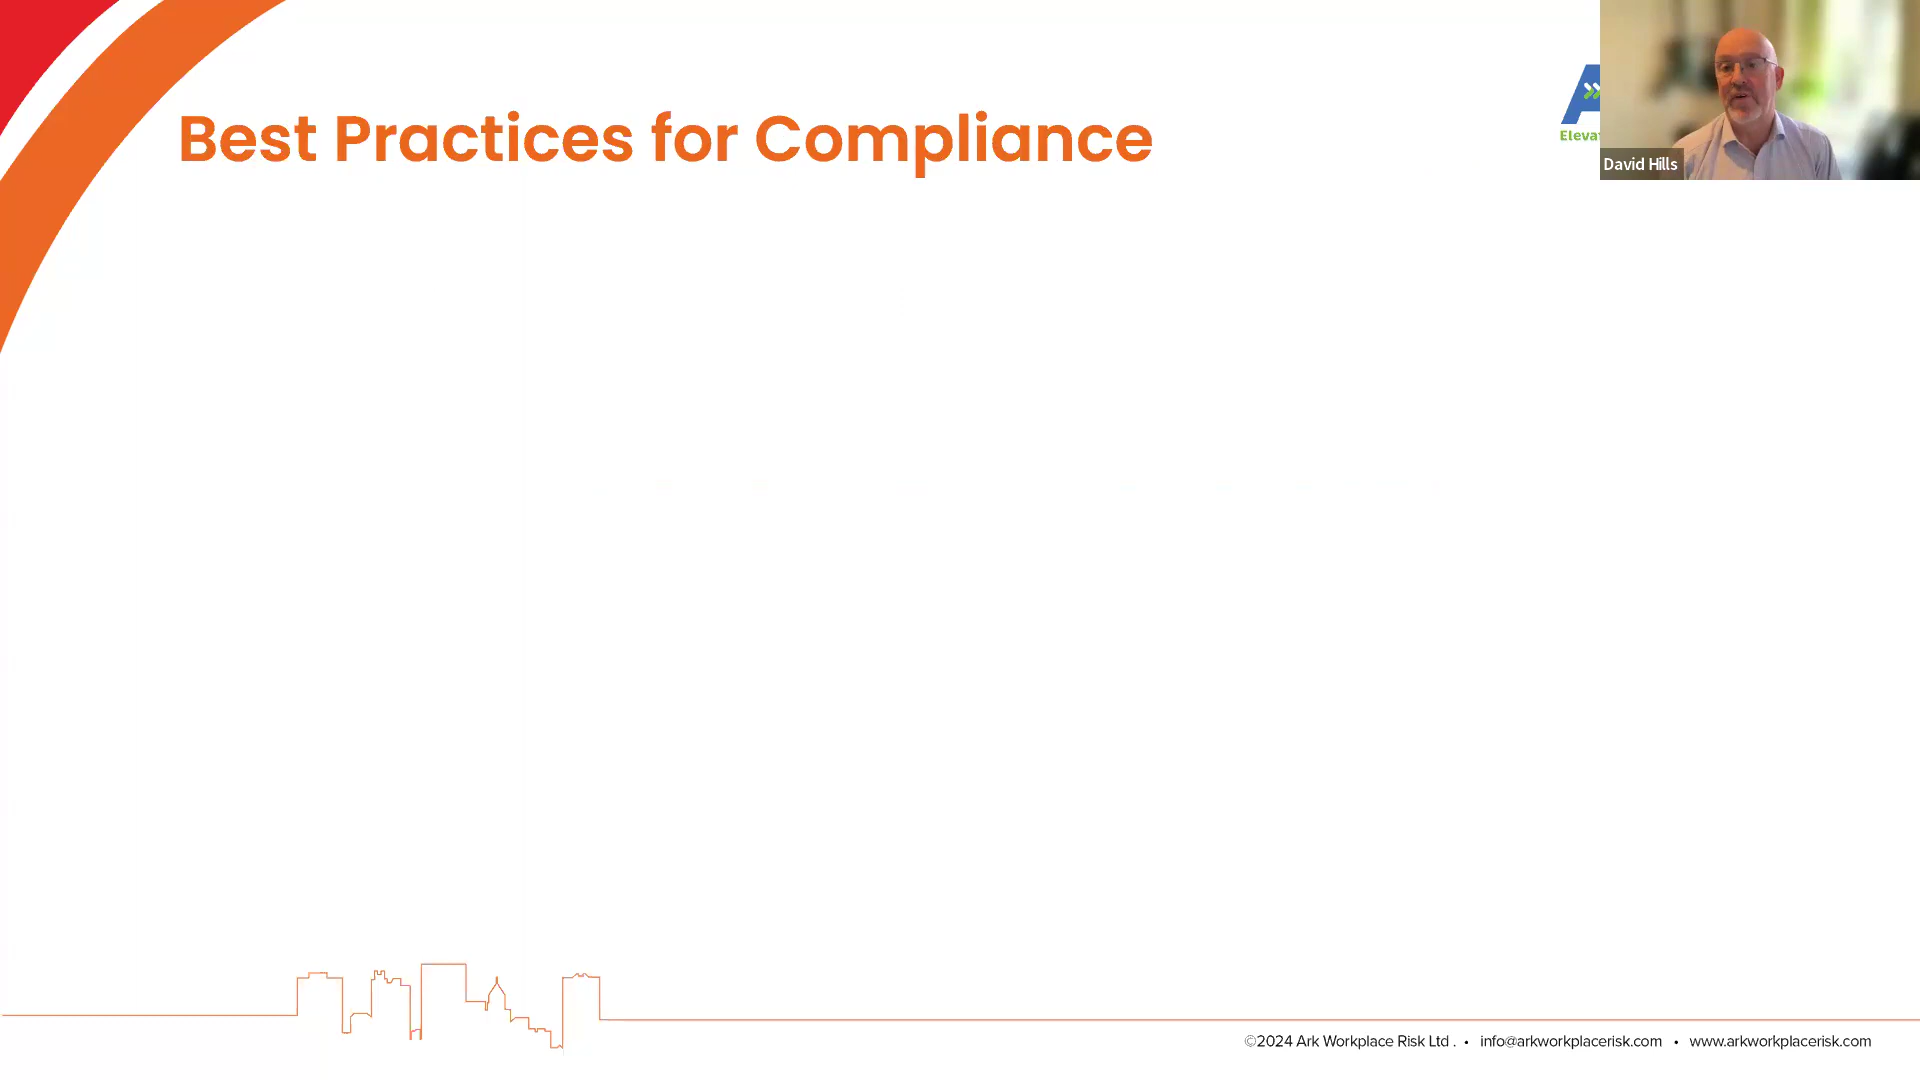 Best Practices for Compliance
David Hills
©2024 Ark Workplace Risk Ltd . • info@arkworkplacerisk.com • www.arkworkplacerisk.com